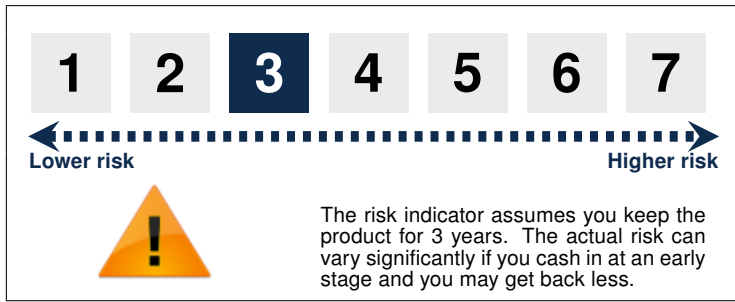 1 2 3 4 5 6 7
Lower risk Higher risk
!
The risk indicator assumes you keep the
product for 3 years. The actual risk can
vary significantly if you cash in at an early
stage and you may get back less.